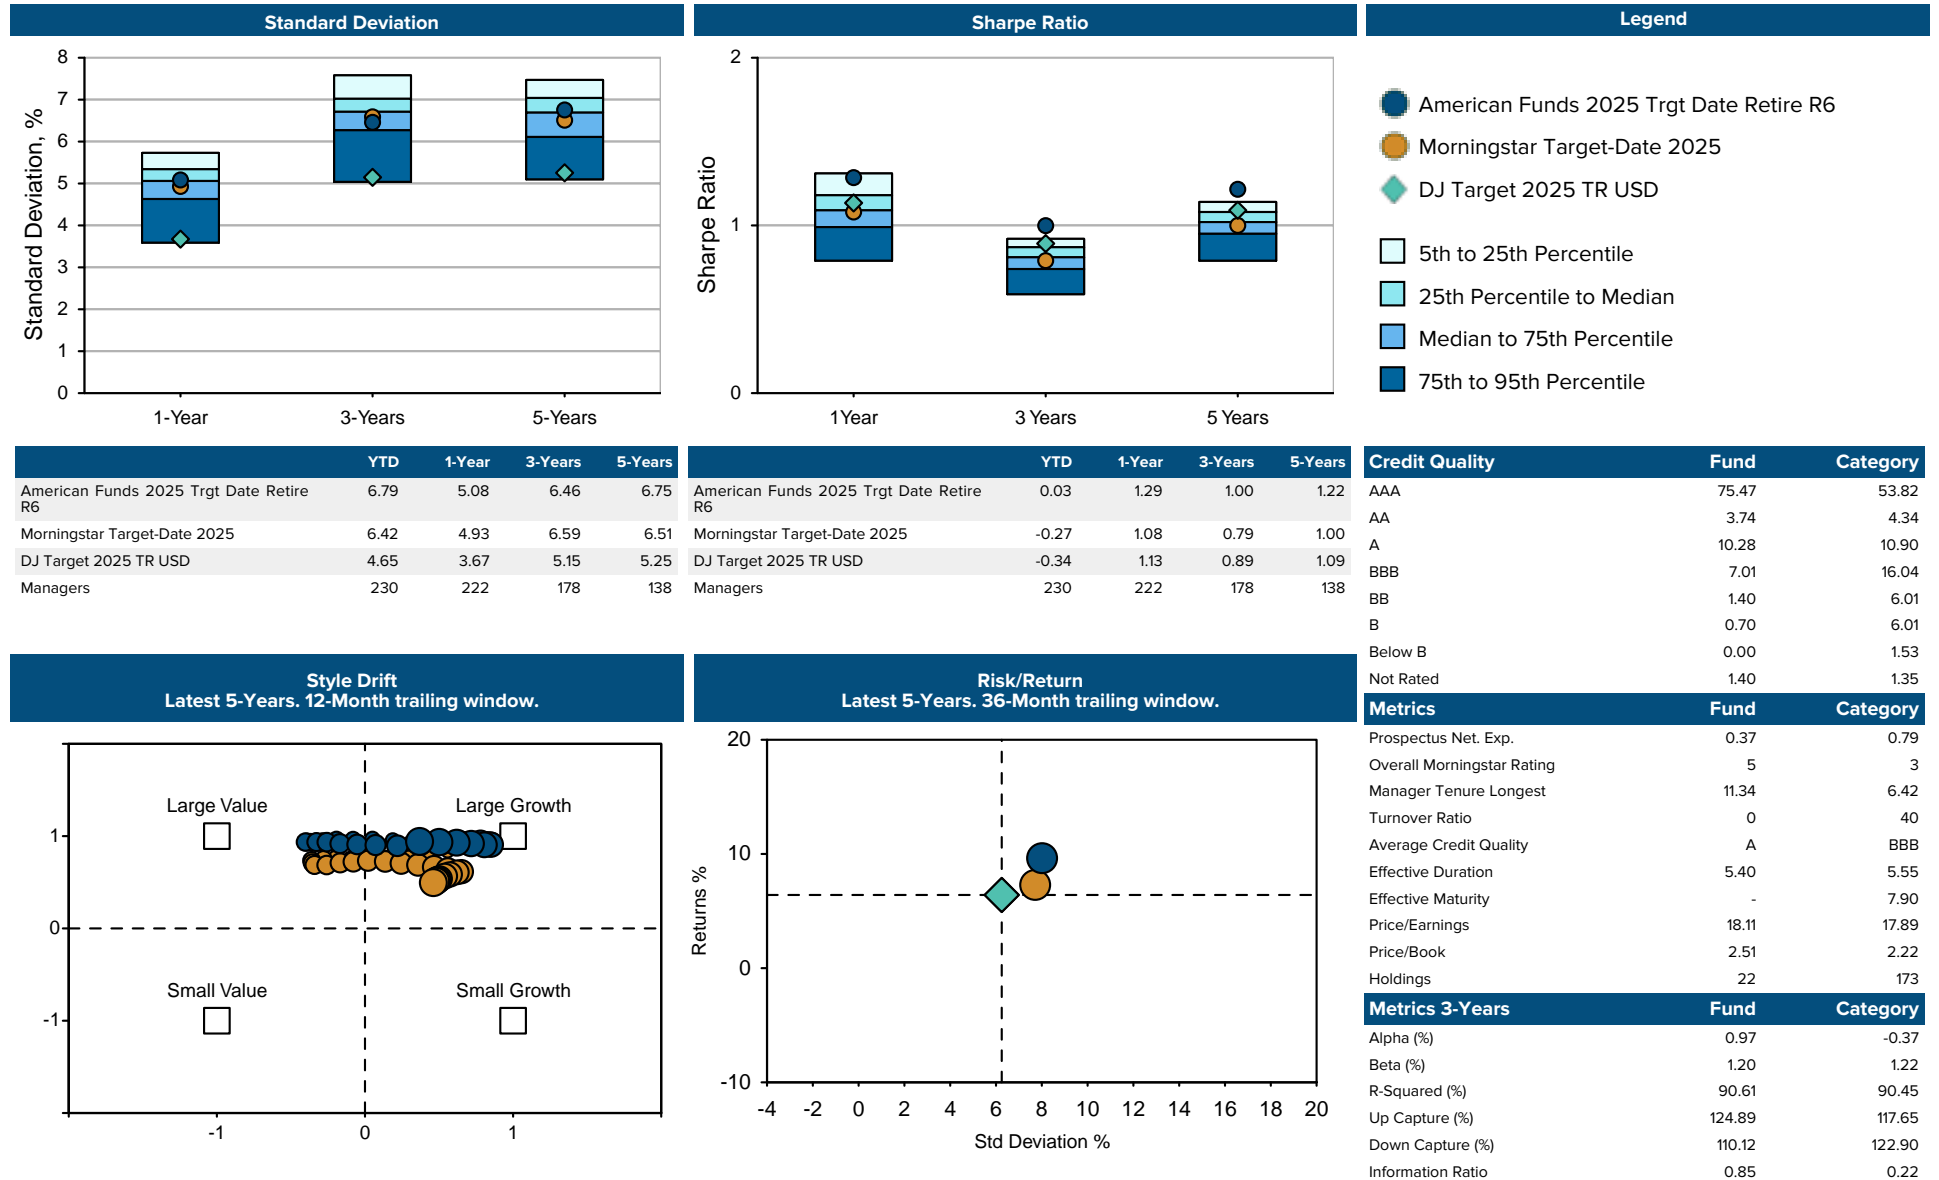 Standard Deviation
8
7
6
5
4
3
2
1
0
Standard Deviation, %
1-Year 3-Years 5-Years
Sharpe Ratio
2
1
0
Sharpe Ratio
1 Year 3 Years 5 Years
Legend
American Funds 2025 Trgt Date Retire R6
Morningstar Target-Date 2025
DJ Target 2025 TR USD
5th to 25th Percentile
25th Percentile to Median
Median to 75th Percentile
75th to 95th Percentile
YTD 1-Year 3-Years 5-Years
American Funds 2025 Trgt Date Retire 6.79 5.08 6.46 6.75
R6
Morningstar Target-Date 2025 6.42 4.93 6.59 6.51
DJ Target 2025 TR USD 4.65 3.67 5.15 5.25
Managers 230 222 178 138
YTD 1-Year 3-Years 5-Years
American Funds 2025 Trgt Date Retire 0.03 1.29 1.00 1.22
R6
Morningstar Target-Date 2025 -0.27 1.08 0.79 1.00
DJ Target 2025 TR USD -0.34 1.13 0.89 1.09
Managers 230 222 178 138
Credit Quality Fund Category
AAA 75.47 53.82
AA 3.74 4.34
A 10.28 10.90
BBB 7.01 16.04
BB 1.40 6.01
B 0.70 6.01
Below B 0.00 1.53
Not Rated 1.40 1.35
Metrics Fund Category
Prospectus Net. Exp. 0.37 0.79
Overall Morningstar Rating 5 3
Manager Tenure Longest 11.34 6.42
Turnover Ratio 0 40
Average Credit Quality A BBB
Effective Duration 5.40 5.55
Effective Maturity - 7.90
Price/Earnings 18.11 17.89
Price/Book 2.51 2.22
Holdings 22 173
Metrics 3-Years Fund Category
Alpha (%) 0.97 -0.37
Beta (%) 1.20 1.22
R-Squared (%) 90.61 90.45
Up Capture (%) 124.89 117.65
Down Capture (%) 110.12 122.90
Information Ratio 0.85 0.22
Style Drift
Latest 5-Years. 12-Month trailing window.
Large Value Large Growth
1
0
Small Value Small Growth
-1
-1 0 1
Risk/Return
Latest 5-Years. 36-Month trailing window.
20
10
0
-10
Returns %
-4 -2 0 2 4 6 8 10 12 14 16 18 20
Std Deviation %